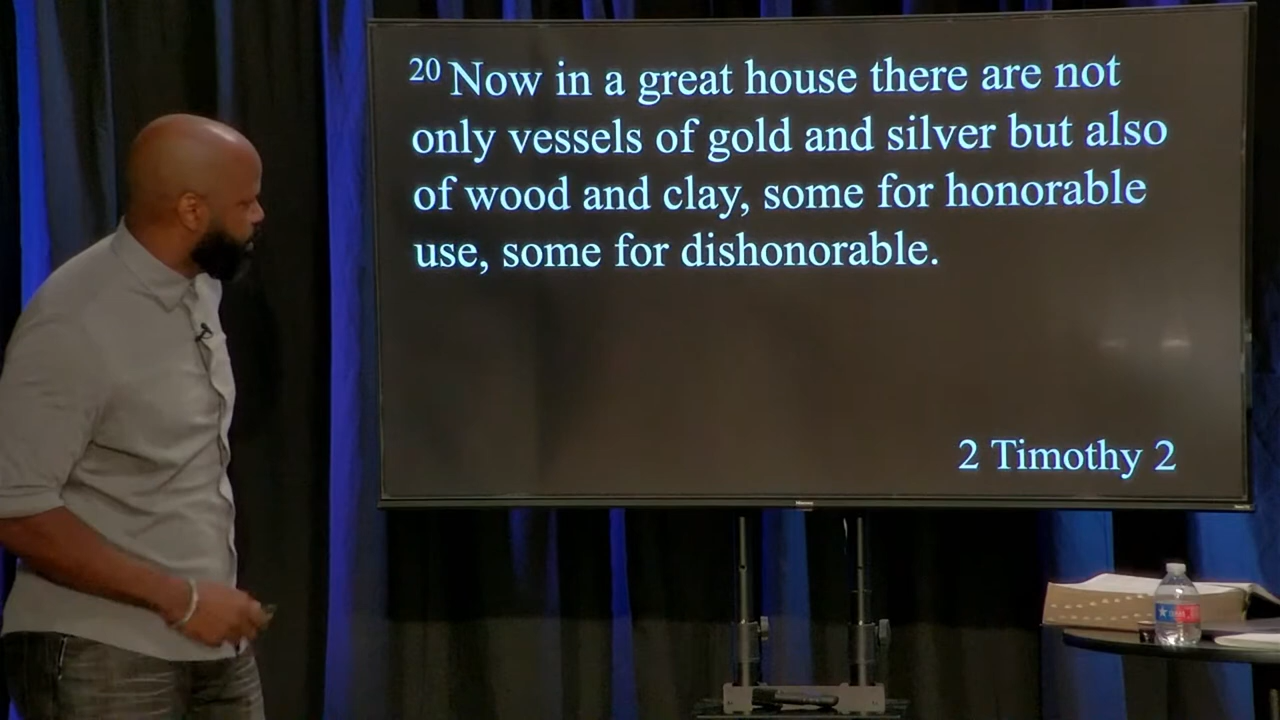 20 Now in a great house there are not
only vessels of gold and silver but also
of wood and clay, some for honorable
use, some for dishonorable.
2 Timothy 2